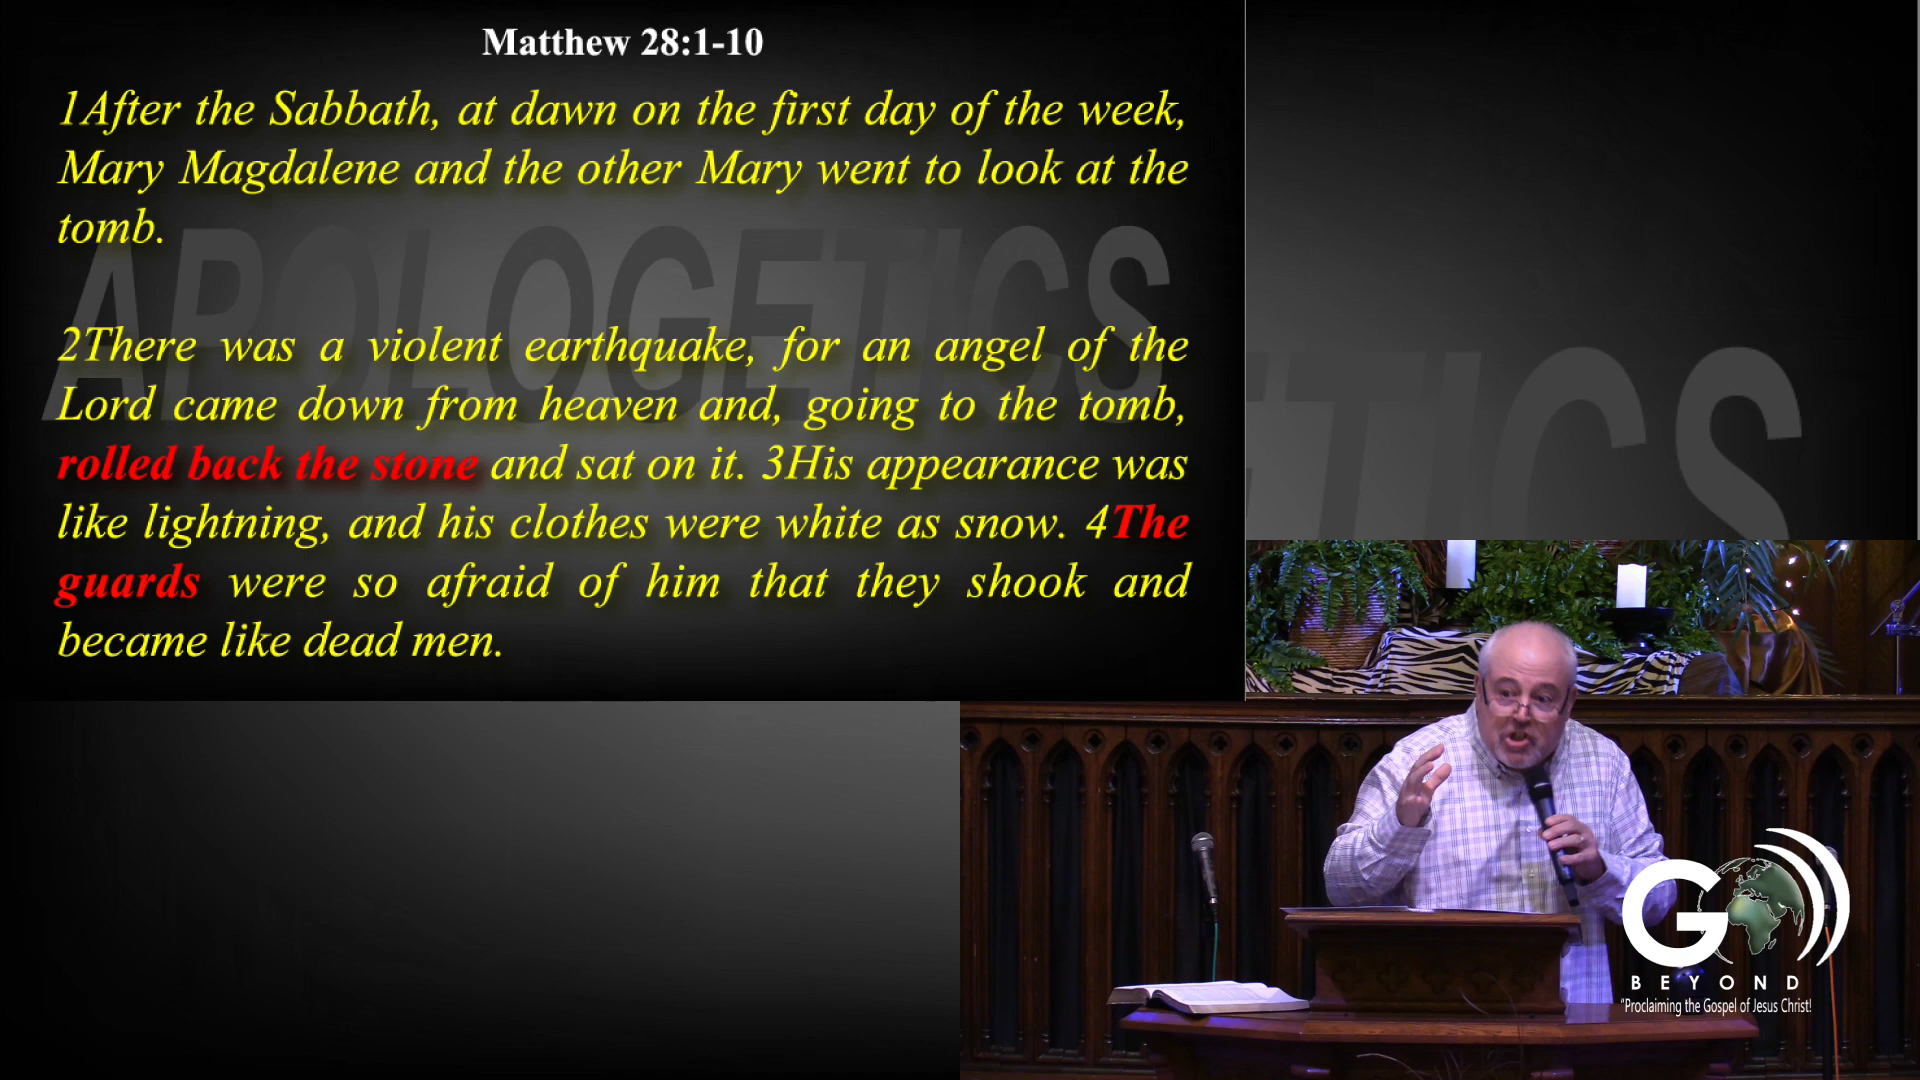 Matthew 28:1-10
1After the Sabbath, at dawn on the first day of the week,
Mary Magdalene and the other Mary went to look at the
tomb.
APOLOGETICS
2There was a violent earthquake, for an angel of the
Lord came down from heaven and, going to the tomb,
rolled back the stone and sat on it. 3His appearance was
like lightning, and his clothes were white as snow. 4The
guards were so afraid of him that they shook and
became like dead men.
TICS
GO
BEYOND
"Proclaiming the Gospel of Jesus Christ!